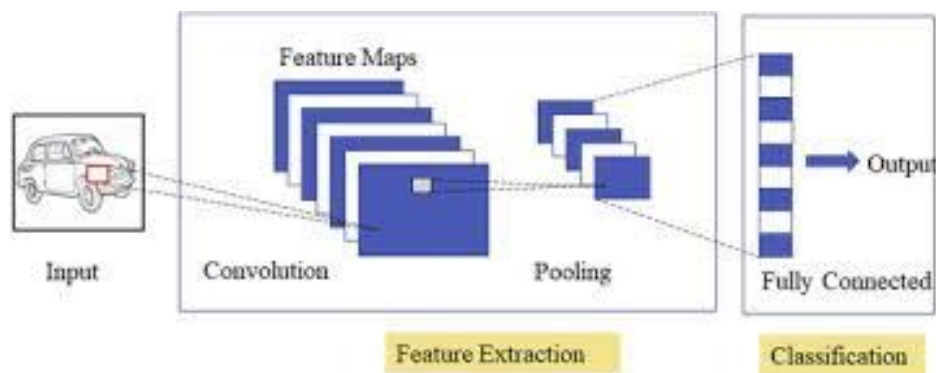 Feature Maps
Output
Input
Convolution
Pooling
Fully Connected
Feature Extraction
Classification